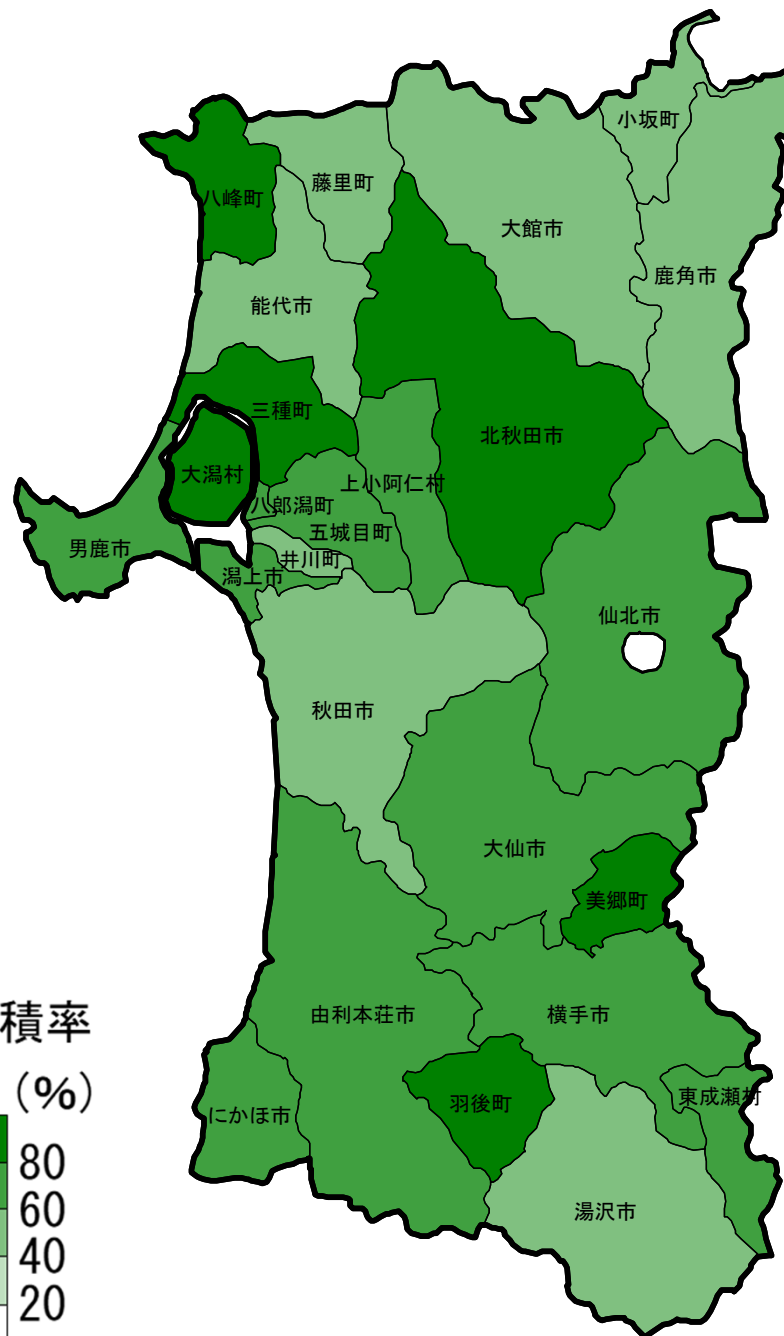 小坂町
藤里町
八峰町
大館市
鹿角市
能代市
三種町
北秋田市
大潟村
上小阿仁村
八郎潟町
五城目町
男鹿市
井川町
潟上市
仙北市
秋田市
大仙市
美郷町
由利本荘市
横手市
羽後町
東成瀬村
にかほ市
湯沢市
積率
(%)
80
60
40
20